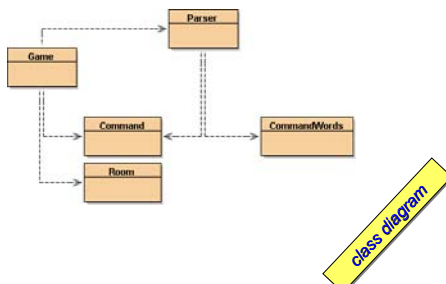 Parser
Game
Command
CommandWords
Room
class diagram